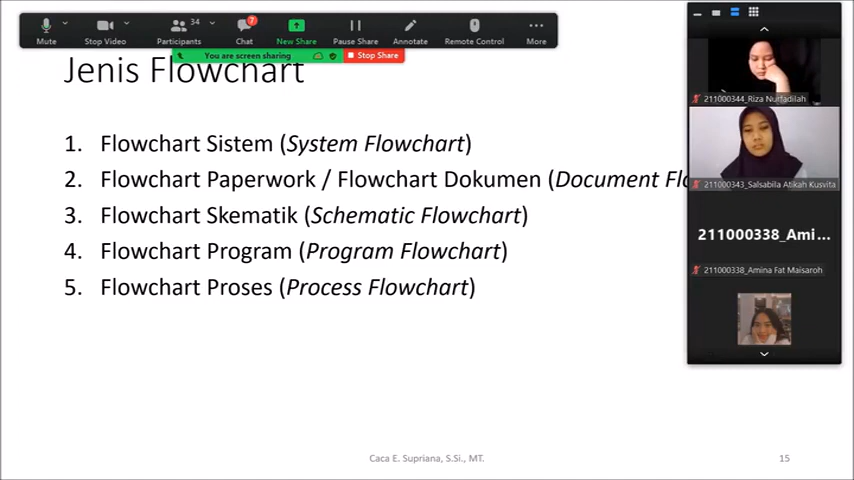 34
7
Mute
Stop Video
Participants
Chat
New Share
Pause Share
Annotate
Remote Control
More
You are screen sharing
Stop Share
Jenis Flowchart
1. Flowchart Sistem (System Flowchart)
2. Flowchart Paperwork / Flowchart Dokumen (Document Flo
3. Flowchart Skematik (Schematic Flowchart)
4. Flowchart Program (Program Flowchart)
5. Flowchart Proses (Process Flowchart)
211000344_Riza Nurfadilah
211000343_Salsabila Atikah Kusvita
211000338_Ami...
211000338_Amina Fat Maisaroh
Caca E. Supriana, S.Si., MT.
15